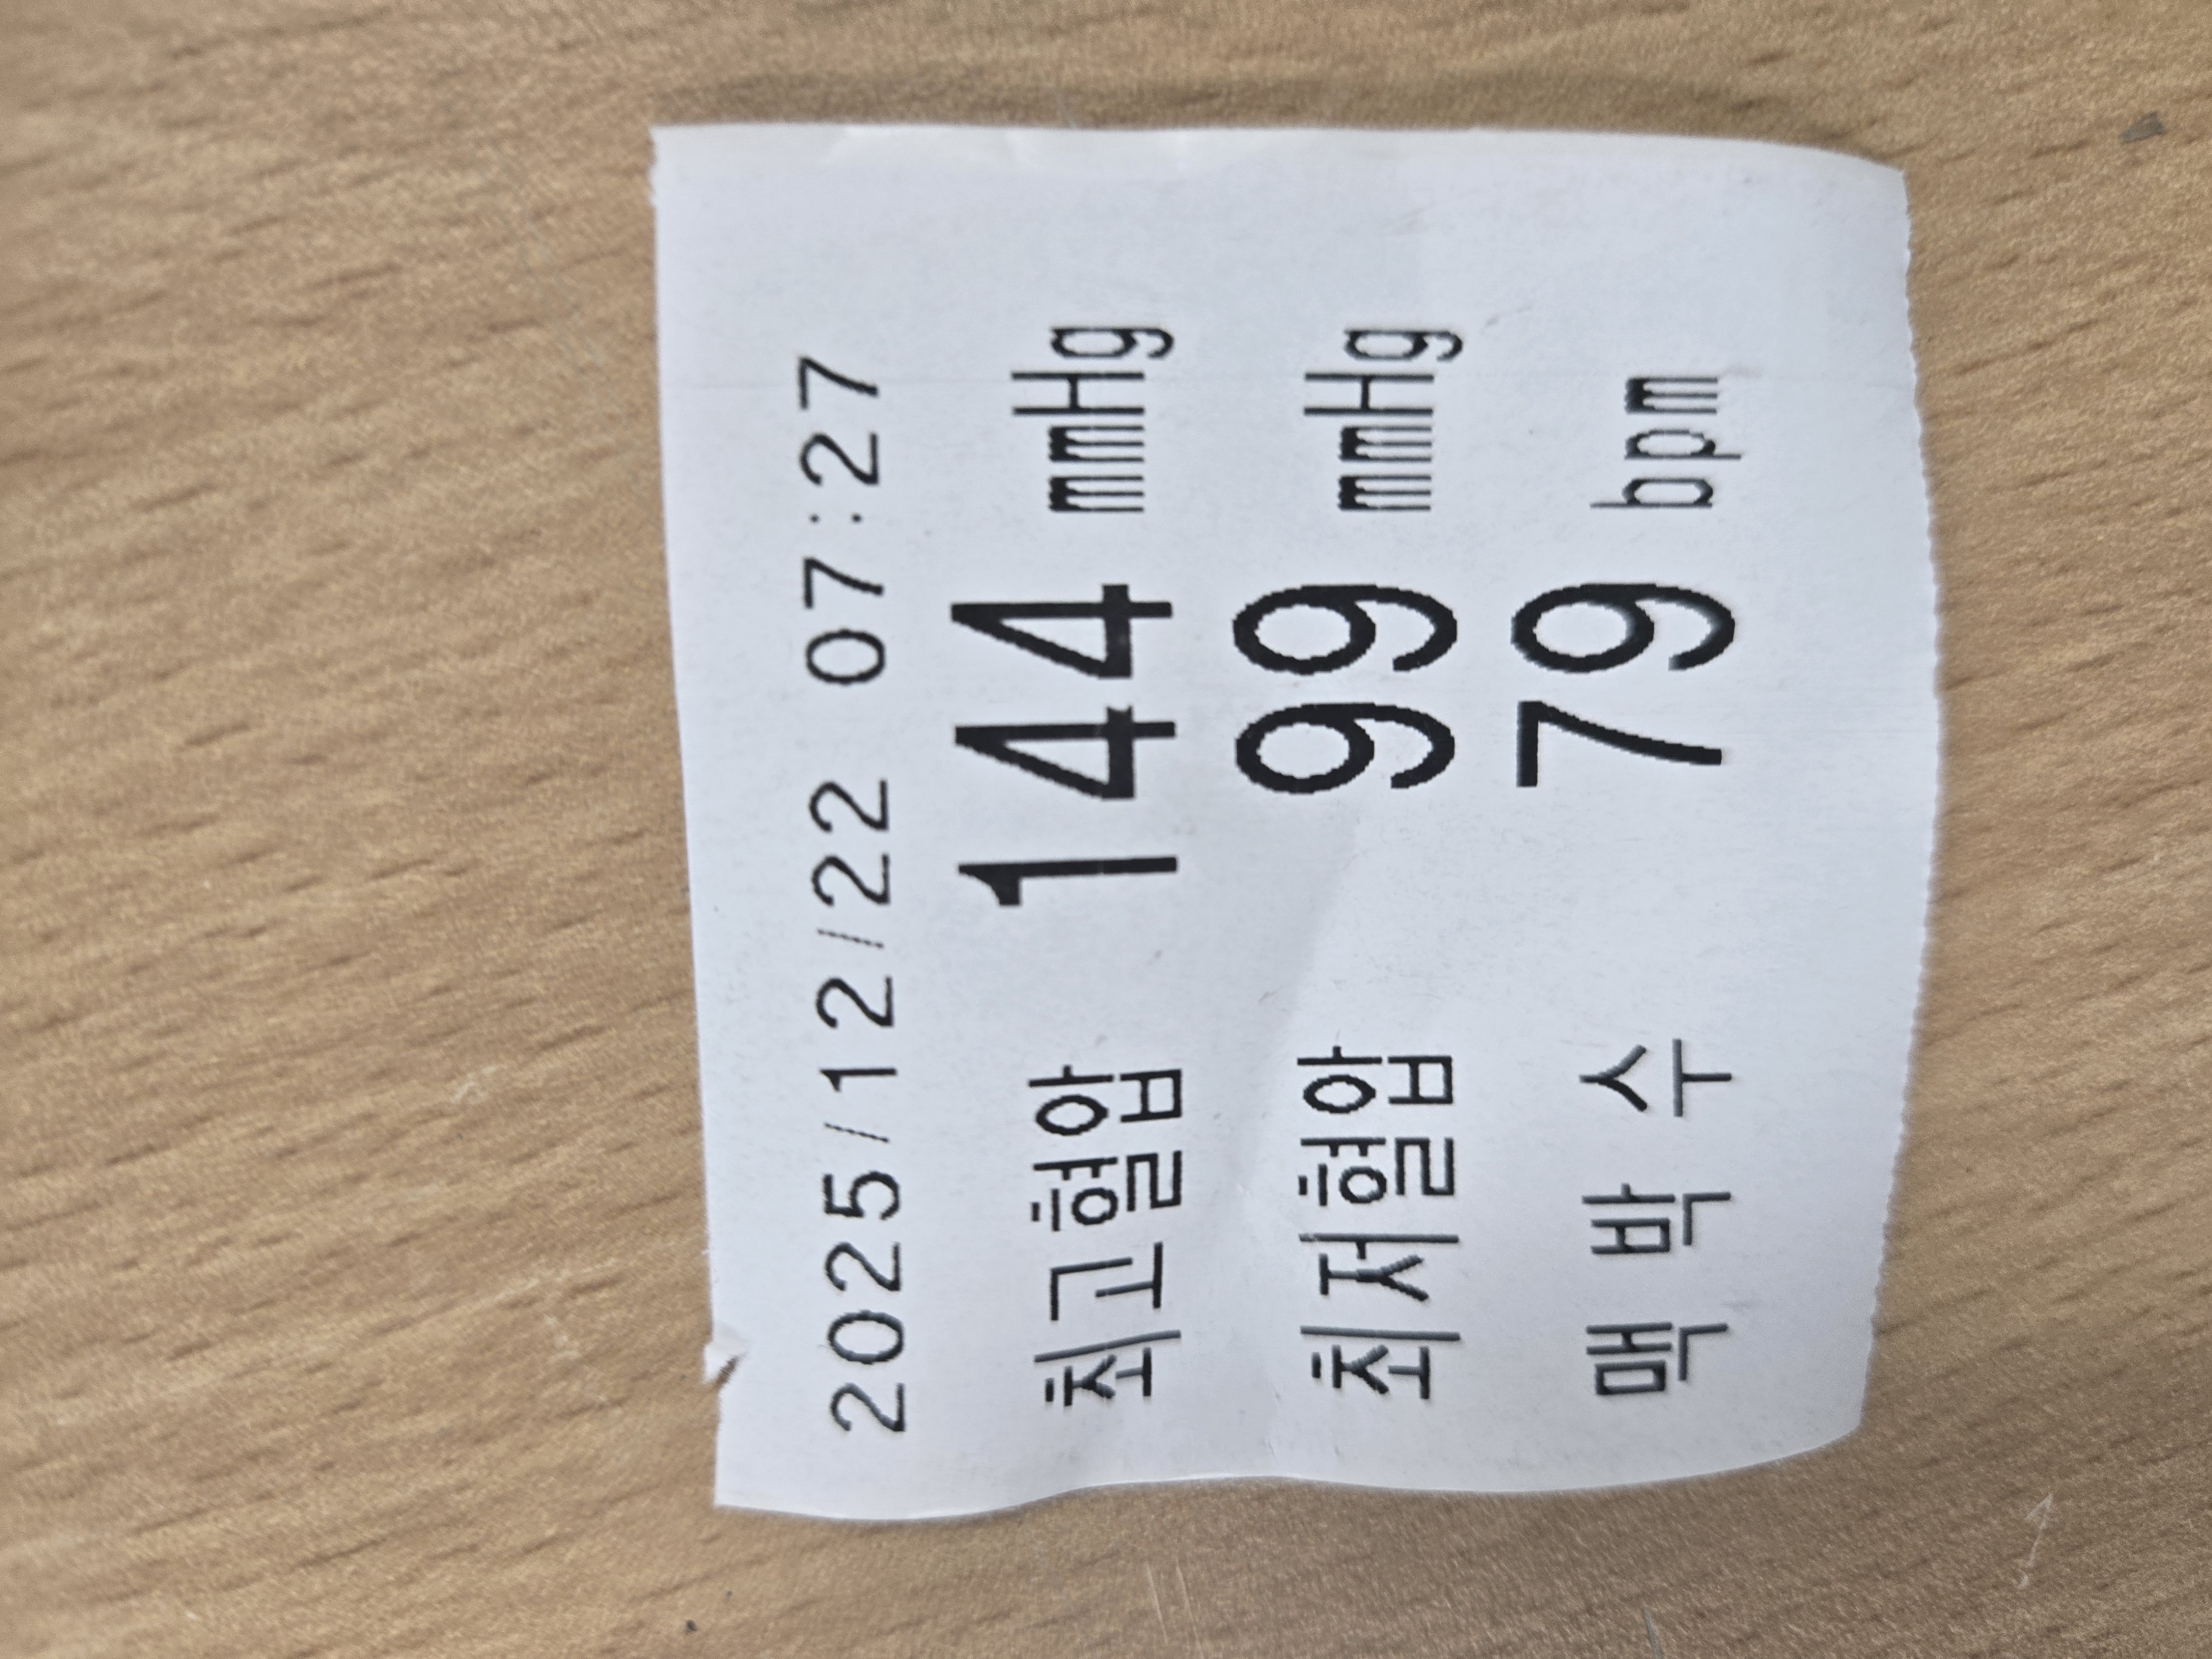 2025/12/22 07:27
최고혈압 144 mmHg
최저혈압 99 mmHg
맥 박 수 79 bpm